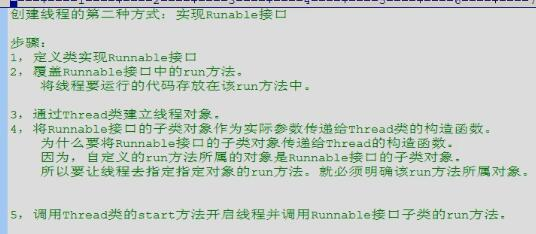 创建线程的第二种方式：实现Runable接口
步骤：
1，定义类实现Runnable接口
2，覆盖Runnable接口中的run方法。
将线程要运行的代码存放在该run方法中。
3，通过Thread类建立线程对象。
4，将Runnable接口的子类对象作为实际参数传递给Thread类的构造函数。
为什么要将Runnable接口的子类对象传递给Thread的构造函数。
因为，自定义的run方法所属的对象是Runnable接口的子类对象。
所以要让线程去指定指定对象的run方法。就必须明确该run方法所属对象。
5，调用Thread类的start方法开启线程并调用Runnable接口子类的run方法。